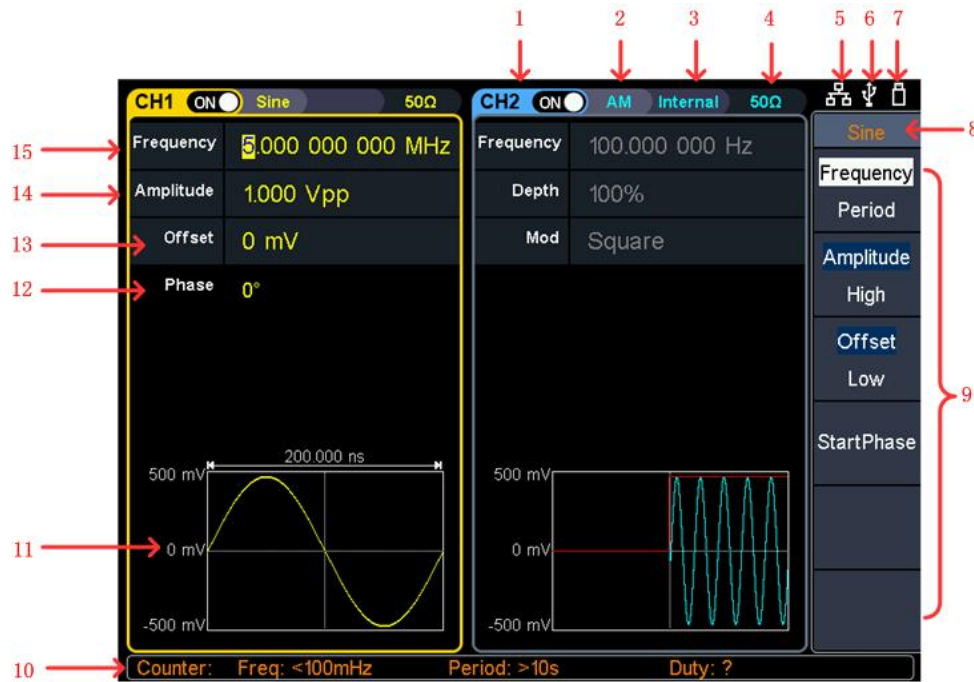 1 2 3 4 5 6 7
CH1 ON Sine 50Ω
CH2 ON AM Internal 50Ω
Sine 8
15 Frequency 5.000 000 000 MHz
14 Amplitude 1.000 Vpp
13 Offset 0 mV
12 Phase 0°
200.000 ns
500 mV
11 0 mV
-500 mV
Frequency 100.000 000 Hz
Depth 100%
Mod Square
500 mV
0 mV
-500 mV
Frequency
Period
Amplitude
High
Offset
Low
9
StartPhase
10 Counter: Freq: <100mHz Period: >10s Duty: ?